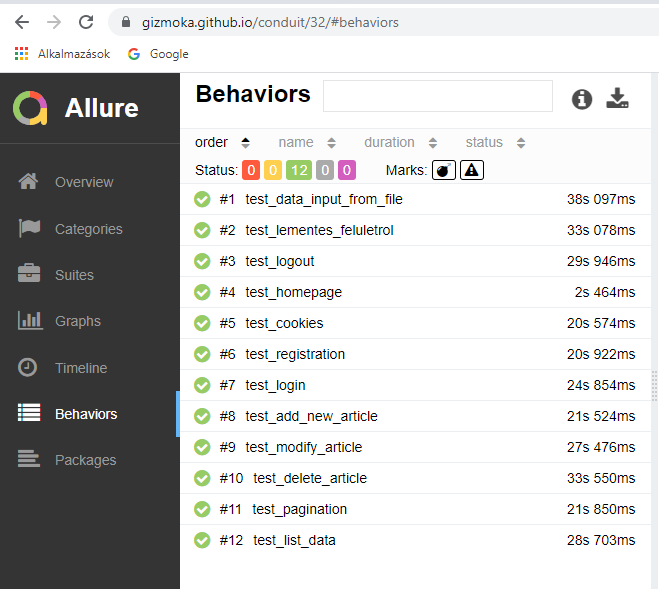 gizmoka.github.io/conduit/32/#behaviors
Alkalmazások Google
Allure
Overview
Categories
Suites
Graphs
Timeline
Behaviors
Packages
Behaviors
order name duration status
Status: 0 0 12 0 0 Marks:
#1 test_data_input_from_file 38s 097ms
#2 test_lementes_feluletrol 33s 078ms
#3 test_logout 29s 946ms
#4 test_homepage 2s 464ms
#5 test_cookies 20s 574ms
#6 test_registration 20s 922ms
#7 test_login 24s 854ms
#8 test_add_new_article 21s 524ms
#9 test_modify_article 27s 476ms
#10 test_delete_article 33s 550ms
#11 test_pagination 21s 850ms
#12 test_list_data 28s 703ms